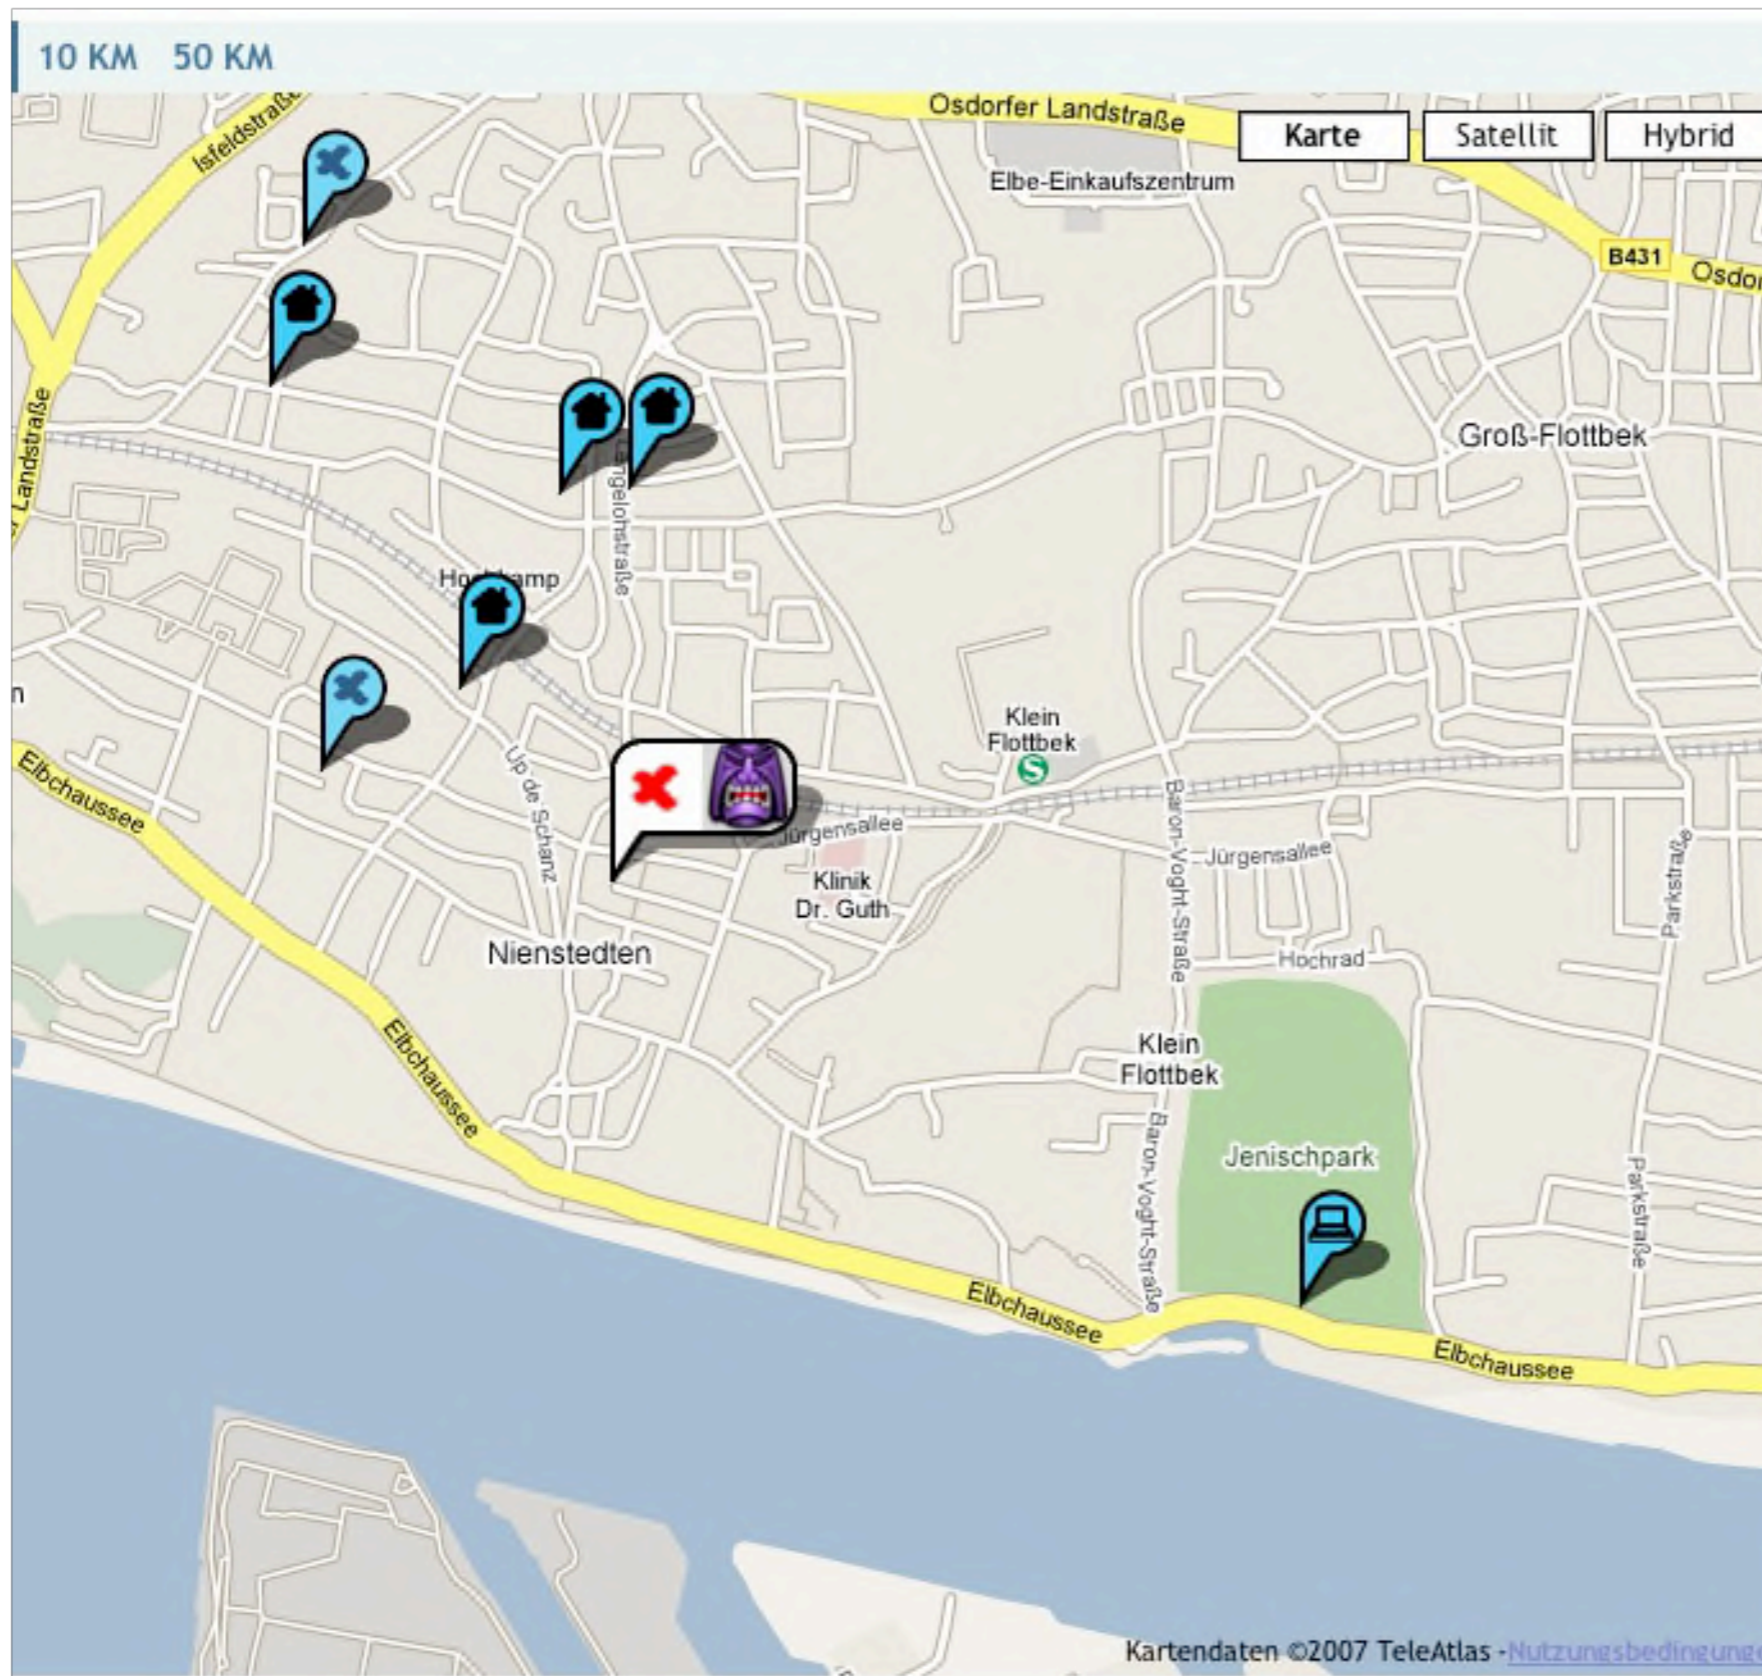 10 KM 50 KM
Osdorfer Landstraße
Karte
Satellit
Hybrid
Isfeldstraße
Elbe-Einkaufszentrum
B431
Landstraße
Groß-Flottbek
Klein
Flottbek
S
Elbchaussee
Up de Schanz
Jürgensallee
Baron-Voght-Straße
Jürgensallee
Parkstraße
Klinik
Dr. Guth
Nienstedten
Hochrad
Elbchaussee
Klein
Flottbek
Jenischpark
Baron-Voght-Straße
Parkstraße
Elbchaussee
Elbchaussee
Kartendaten ©2007 TeleAtlas -